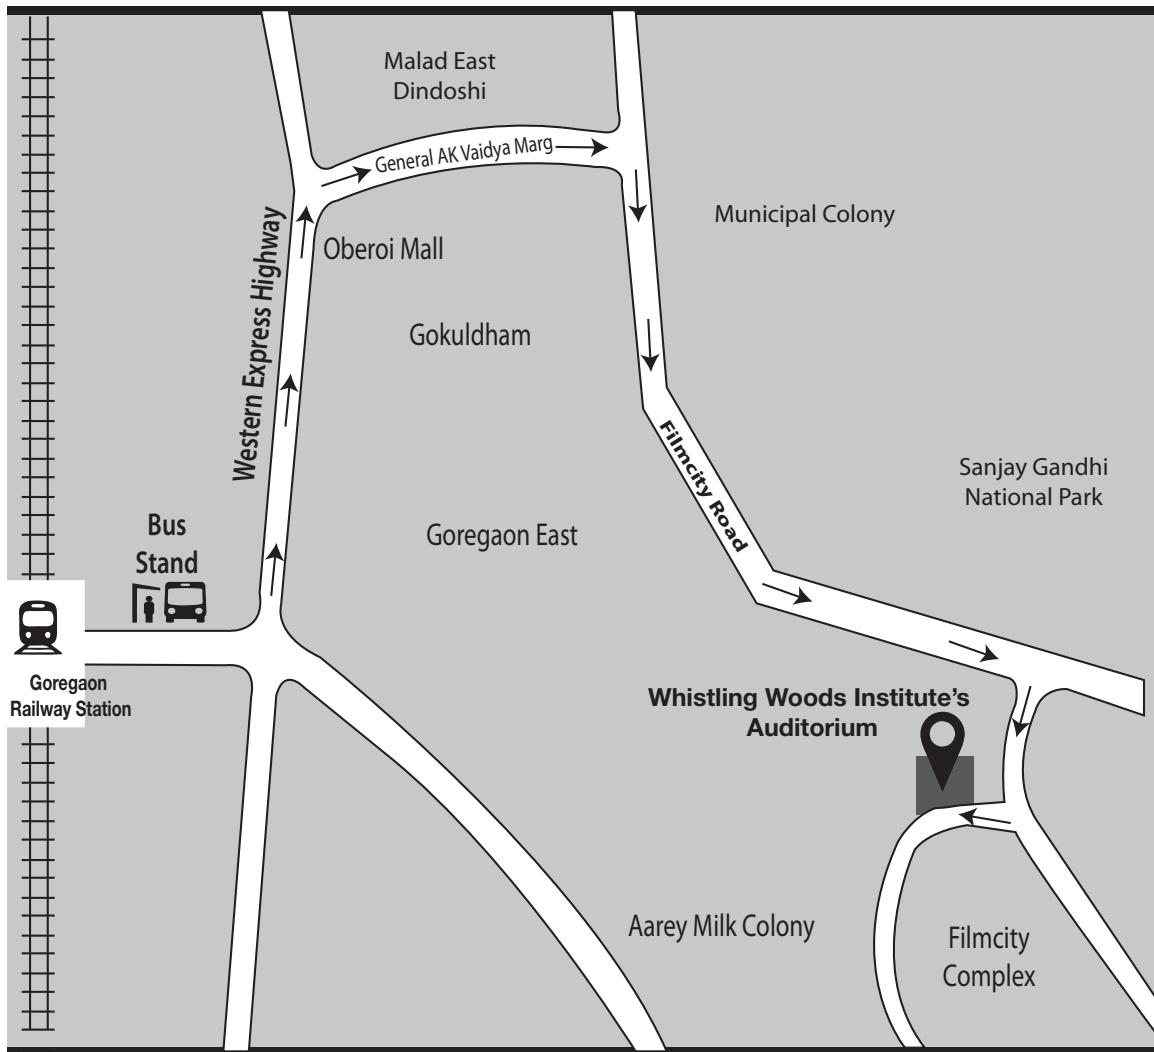 Malad East
Dindoshi
General AK Vaidya Marg
Municipal Colony
Oberoi Mall
Western Express Highway
Gokuldham
Filmcity Road
Sanjay Gandhi
National Park
Bus
Stand
Goregaon East
Goregaon
Railway Station
Whistling Woods Institute's
Auditorium
Aarey Milk Colony
Filmcity
Complex